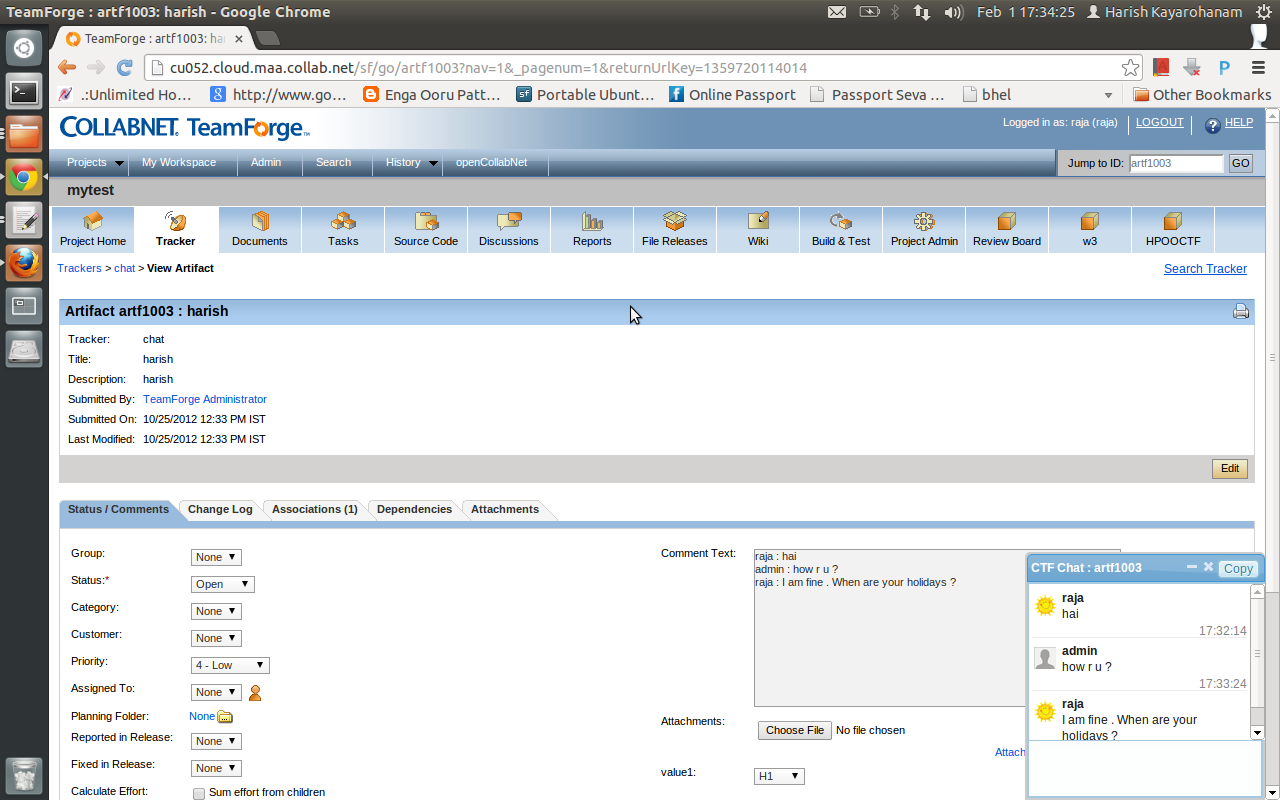 TeamForge : artf1003: harish - Google Chrome
Feb 1 17:34:25 Harish Kayarohanam
TeamForge : artf1003: ha
cu052.cloud.maa.collab.net/sf/go/artf1003?nav=1&_pagenum=1&returnUrlKey=1359720114014
P
.:Unlimited Ho... http://www.go... Enga Ooru Patt... Portable Ubunt... Online Passport Passport Seva ... bhel Other Bookmarks
COLLABNET. TeamForge™
Logged in as: raja (raja) LOGOUT HELP
Projects My Workspace Admin Search History openCollabNet Jump to ID: artf1003 GO
mytest
Project Home Tracker Documents Tasks Source Code Discussions Reports File Releases Wiki Build & Test Project Admin Review Board w3 HPOOCTF
Trackers > chat > View Artifact Search Tracker
Artifact artf1003 : harish
Tracker: chat
Title: harish
Description: harish
Submitted By: TeamForge Administrator
Submitted On: 10/25/2012 12:33 PM IST
Last Modified: 10/25/2012 12:33 PM IST
Edit
Status / Comments Change Log Associations (1) Dependencies Attachments
Group: None
Status:* Open
Category: None
Customer: None
Priority: 4 - Low
Assigned To: None
Planning Folder: None
Reported in Release: None
Fixed in Release: None
Calculate Effort: Sum effort from children
Comment Text:
raja : hai
admin : how r u ?
raja : I am fine . When are your holidays ?
Attachments: Choose File No file chosen
Attach
value1: H1
CTF Chat : artf1003 Copy
raja
hai
17:32:14
admin
how r u ?
17:33:24
raja
I am fine . When are your
holidays ?